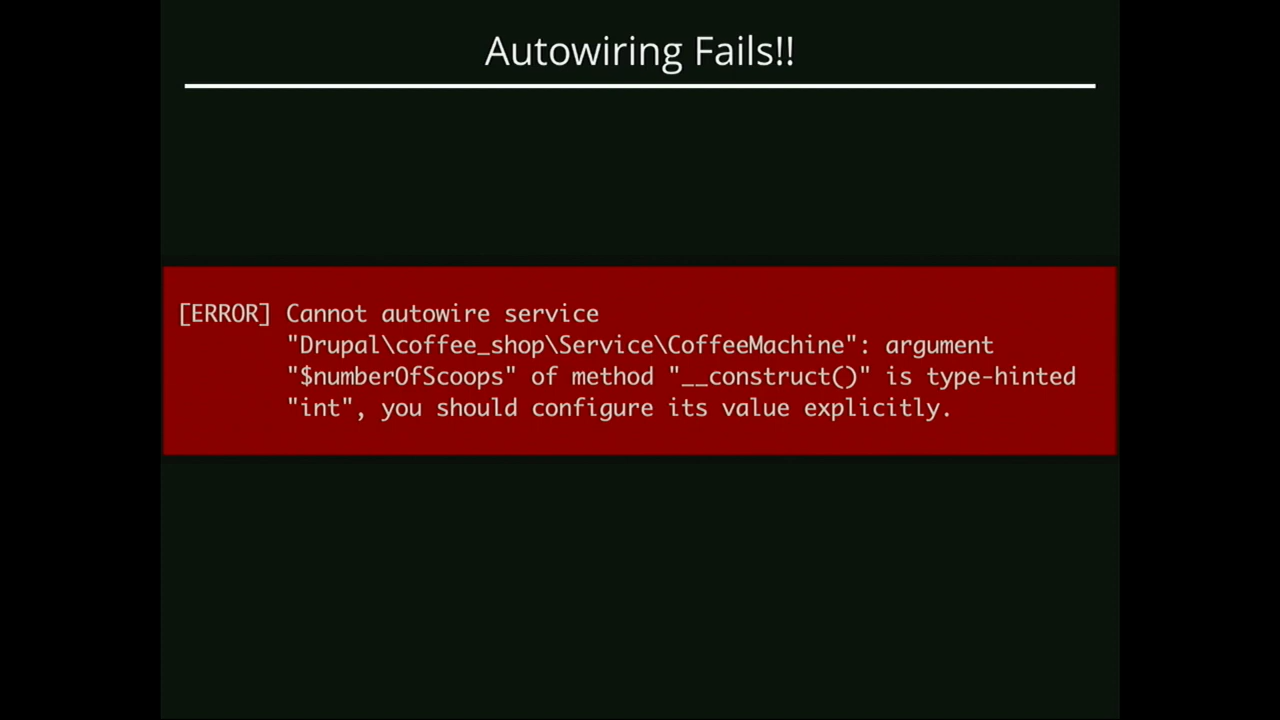 Autowiring Fails!!
[ERROR] Cannot autowire service
"Drupal\coffee_shop\Service\CoffeeMachine": argument
"$numberOfScoops" of method "__construct()" is type-hinted
"int", you should configure its value explicitly.